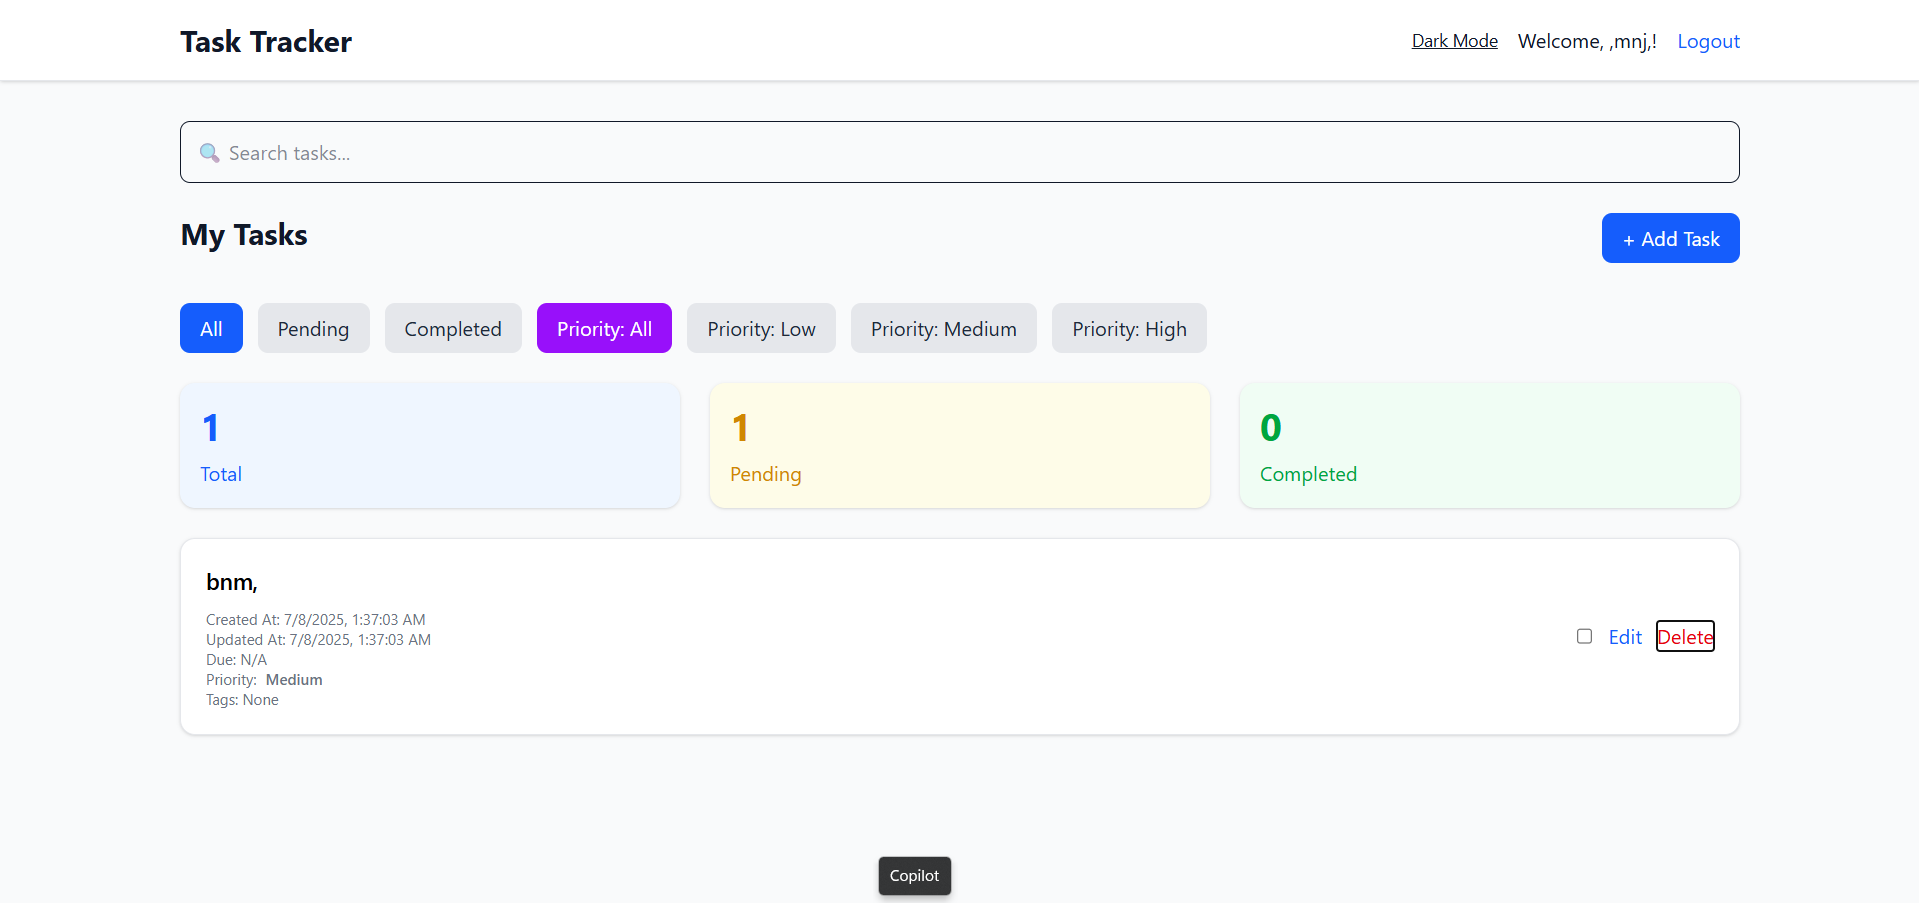 Task Tracker
Dark Mode Welcome, ,mnj,! Logout
🔍 Search tasks...
My Tasks
+ Add Task
All Pending Completed Priority: All Priority: Low Priority: Medium Priority: High
1
Total
1
Pending
0
Completed
bnm,
Created At: 7/8/2025, 1:37:03 AM
Updated At: 7/8/2025, 1:37:03 AM
Due: N/A
Priority: Medium
Tags: None
Edit Delete
Copilot